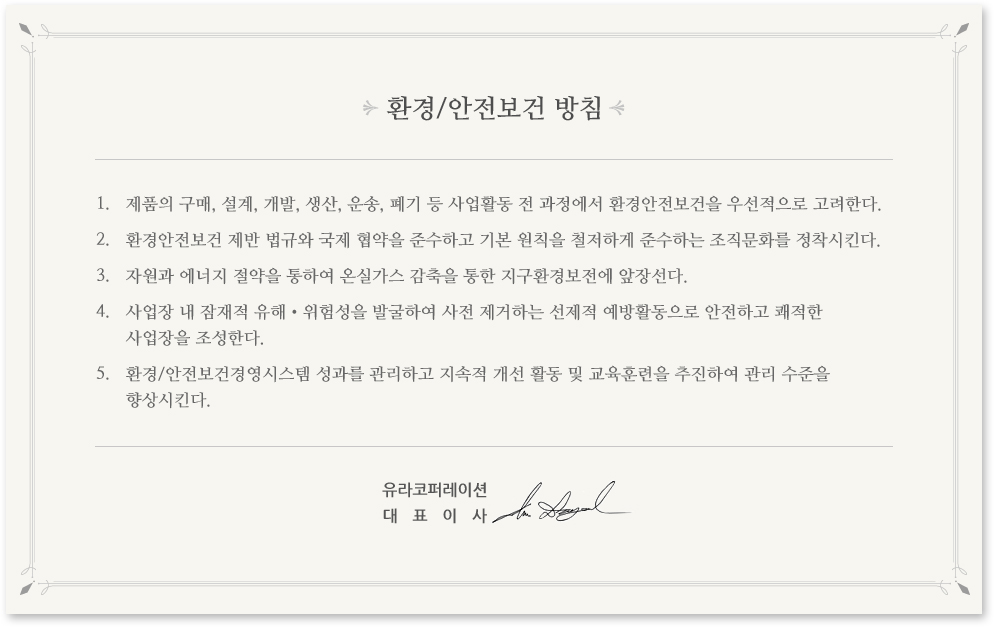 환경/안전보건 방침
1. 제품의 구매, 설계, 개발, 생산, 운송, 폐기 등 사업활동 전 과정에서 환경안전보건을 우선적으로 고려한다.
2. 환경안전보건 제반 법규와 국제 협약을 준수하고 기본 원칙을 철저하게 준수하는 조직문화를 정착시킨다.
3. 자원과 에너지 절약을 통하여 온실가스 감축을 통한 지구환경보전에 앞장선다.
4. 사업장 내 잠재적 유해 • 위험성을 발굴하여 사전 제거하는 선제적 예방활동으로 안전하고 쾌적한
사업장을 조성한다.
5. 환경/안전보건경영시스템 성과를 관리하고 지속적 개선 활동 및 교육훈련을 추진하여 관리 수준을
향상시킨다.
유라코퍼레이션
대 표 이 사